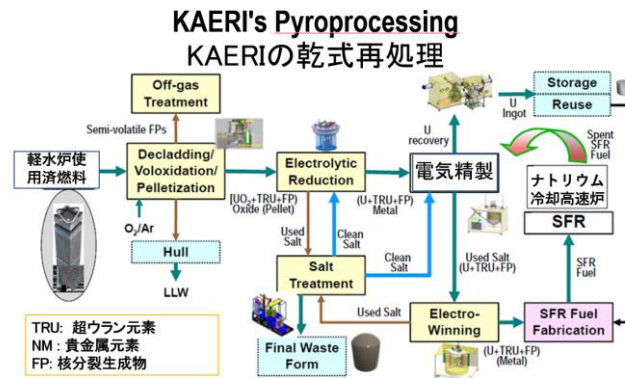 KAERI's Pyroprocessing
KAERIの乾式再処理
Off-gas
Treatment
Semi-volatile FPs
軽水炉使
用済燃料
Decladding/
Voloxidation/
Pelletization
O₂/Ar
Hull
LLW
[UO₂+TRU+FP]
Oxide (Pellet)
Electrolytic
Reduction
(U+TRU+FP)
Metal
Used
Salt
Clean
Salt
Clean
Salt
Salt
Treatment
Final Waste
Form
Used Salt
電気精製
U
recovery
U
Ingot
Storage
Reuse
Spent
SFR
Fuel
ナトリウム
冷却高速炉
SFR
SFR
Fuel
Used Salt
(U+TRU+FP)
Electro-
Winning
(U+TRU+FP)
(Metal)
SFR Fuel
Fabrication
TRU: 超ウラン元素
NM : 貴金属元素
FP: 核分裂生成物